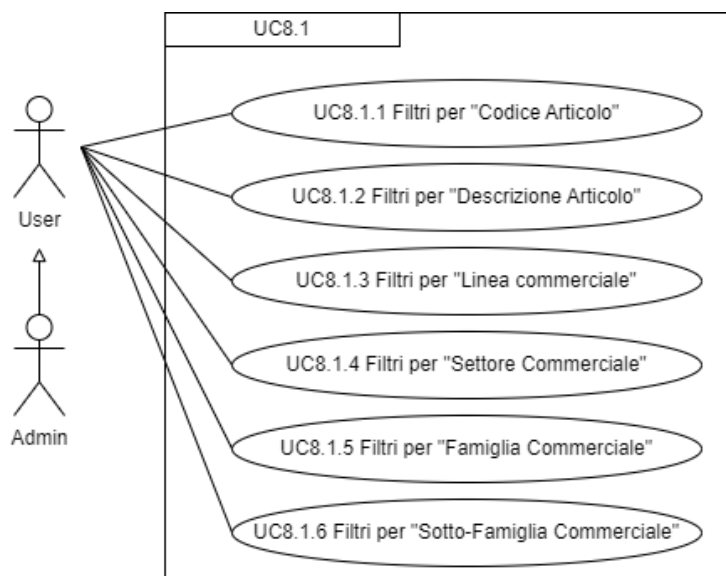 UC8.1
UC8.1.1 Filtri per "Codice Articolo"
User
UC8.1.2 Filtri per "Descrizione Articolo"
UC8.1.3 Filtri per "Linea commerciale"
UC8.1.4 Filtri per "Settore Commerciale"
Admin
UC8.1.5 Filtri per "Famiglia Commerciale"
UC8.1.6 Filtri per "Sotto-Famiglia Commerciale"